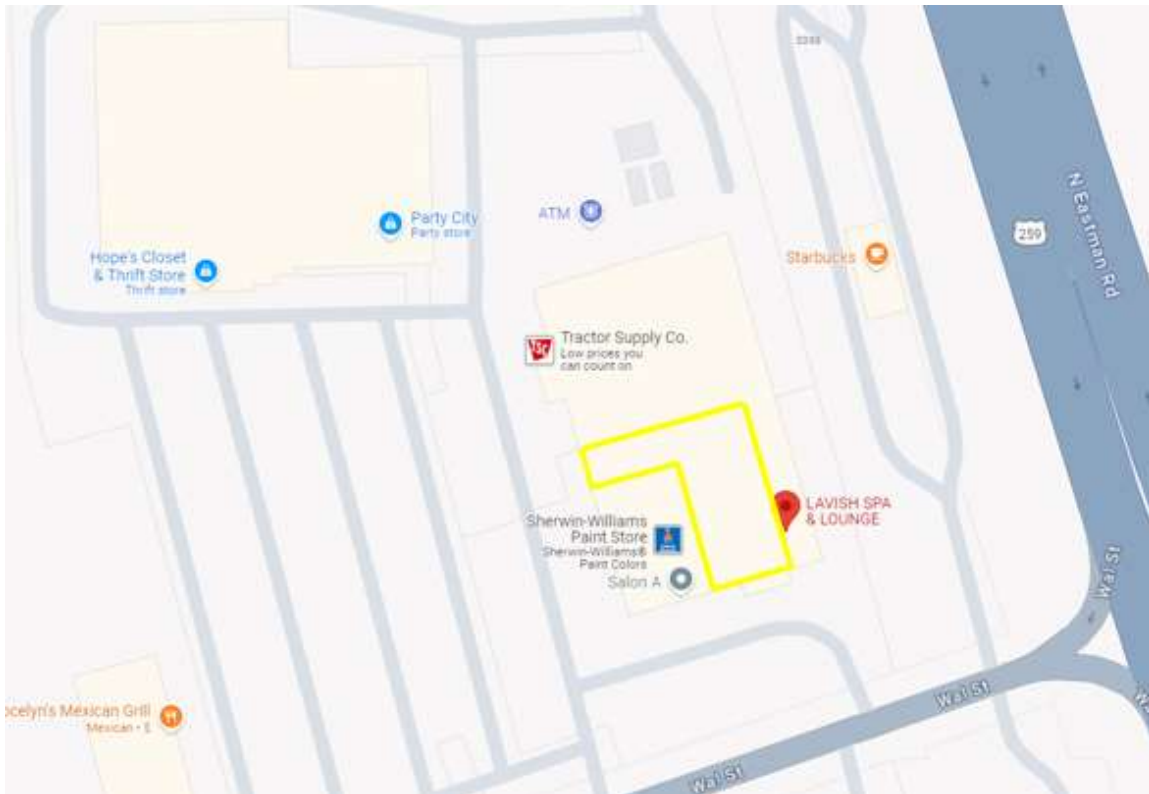 N Eastman Rd
259
Party City
Party store
ATM
Hope's Closet
& Thrift Store
Thrift store
Starbucks
TSC
Tractor Supply Co.
Low prices you
can count on
LAVISH SPA
& LOUNGE
Sherwin-Williams
Paint Store
Sherwin-Williams®
Paint Colors
Salon A
Wal St
Wal St
Wal St
ocelyn's Mexican Grill
Mexican • $